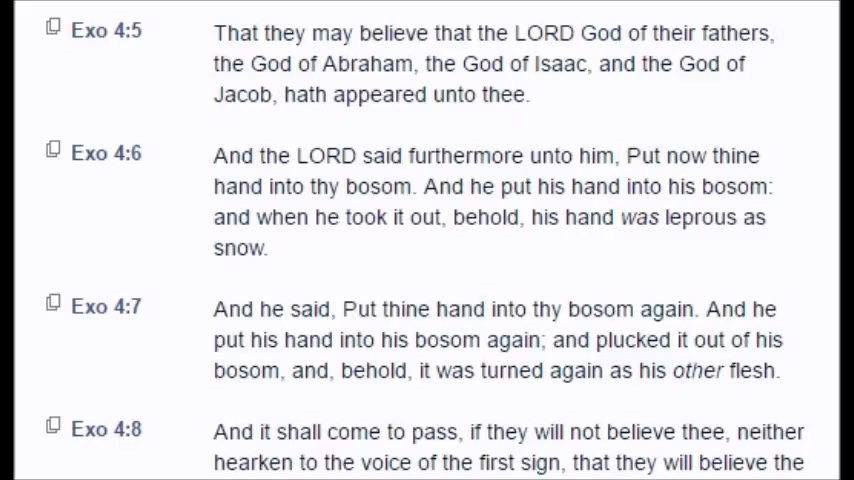 Exo 4:5 That they may believe that the LORD God of their fathers,
the God of Abraham, the God of Isaac, and the God of
Jacob, hath appeared unto thee.
Exo 4:6 And the LORD said furthermore unto him, Put now thine
hand into thy bosom. And he put his hand into his bosom:
and when he took it out, behold, his hand was leprous as
snow.
Exo 4:7 And he said, Put thine hand into thy bosom again. And he
put his hand into his bosom again; and plucked it out of his
bosom, and, behold, it was turned again as his other flesh.
Exo 4:8 And it shall come to pass, if they will not believe thee, neither
hearken to the voice of the first sign, that they will believe the